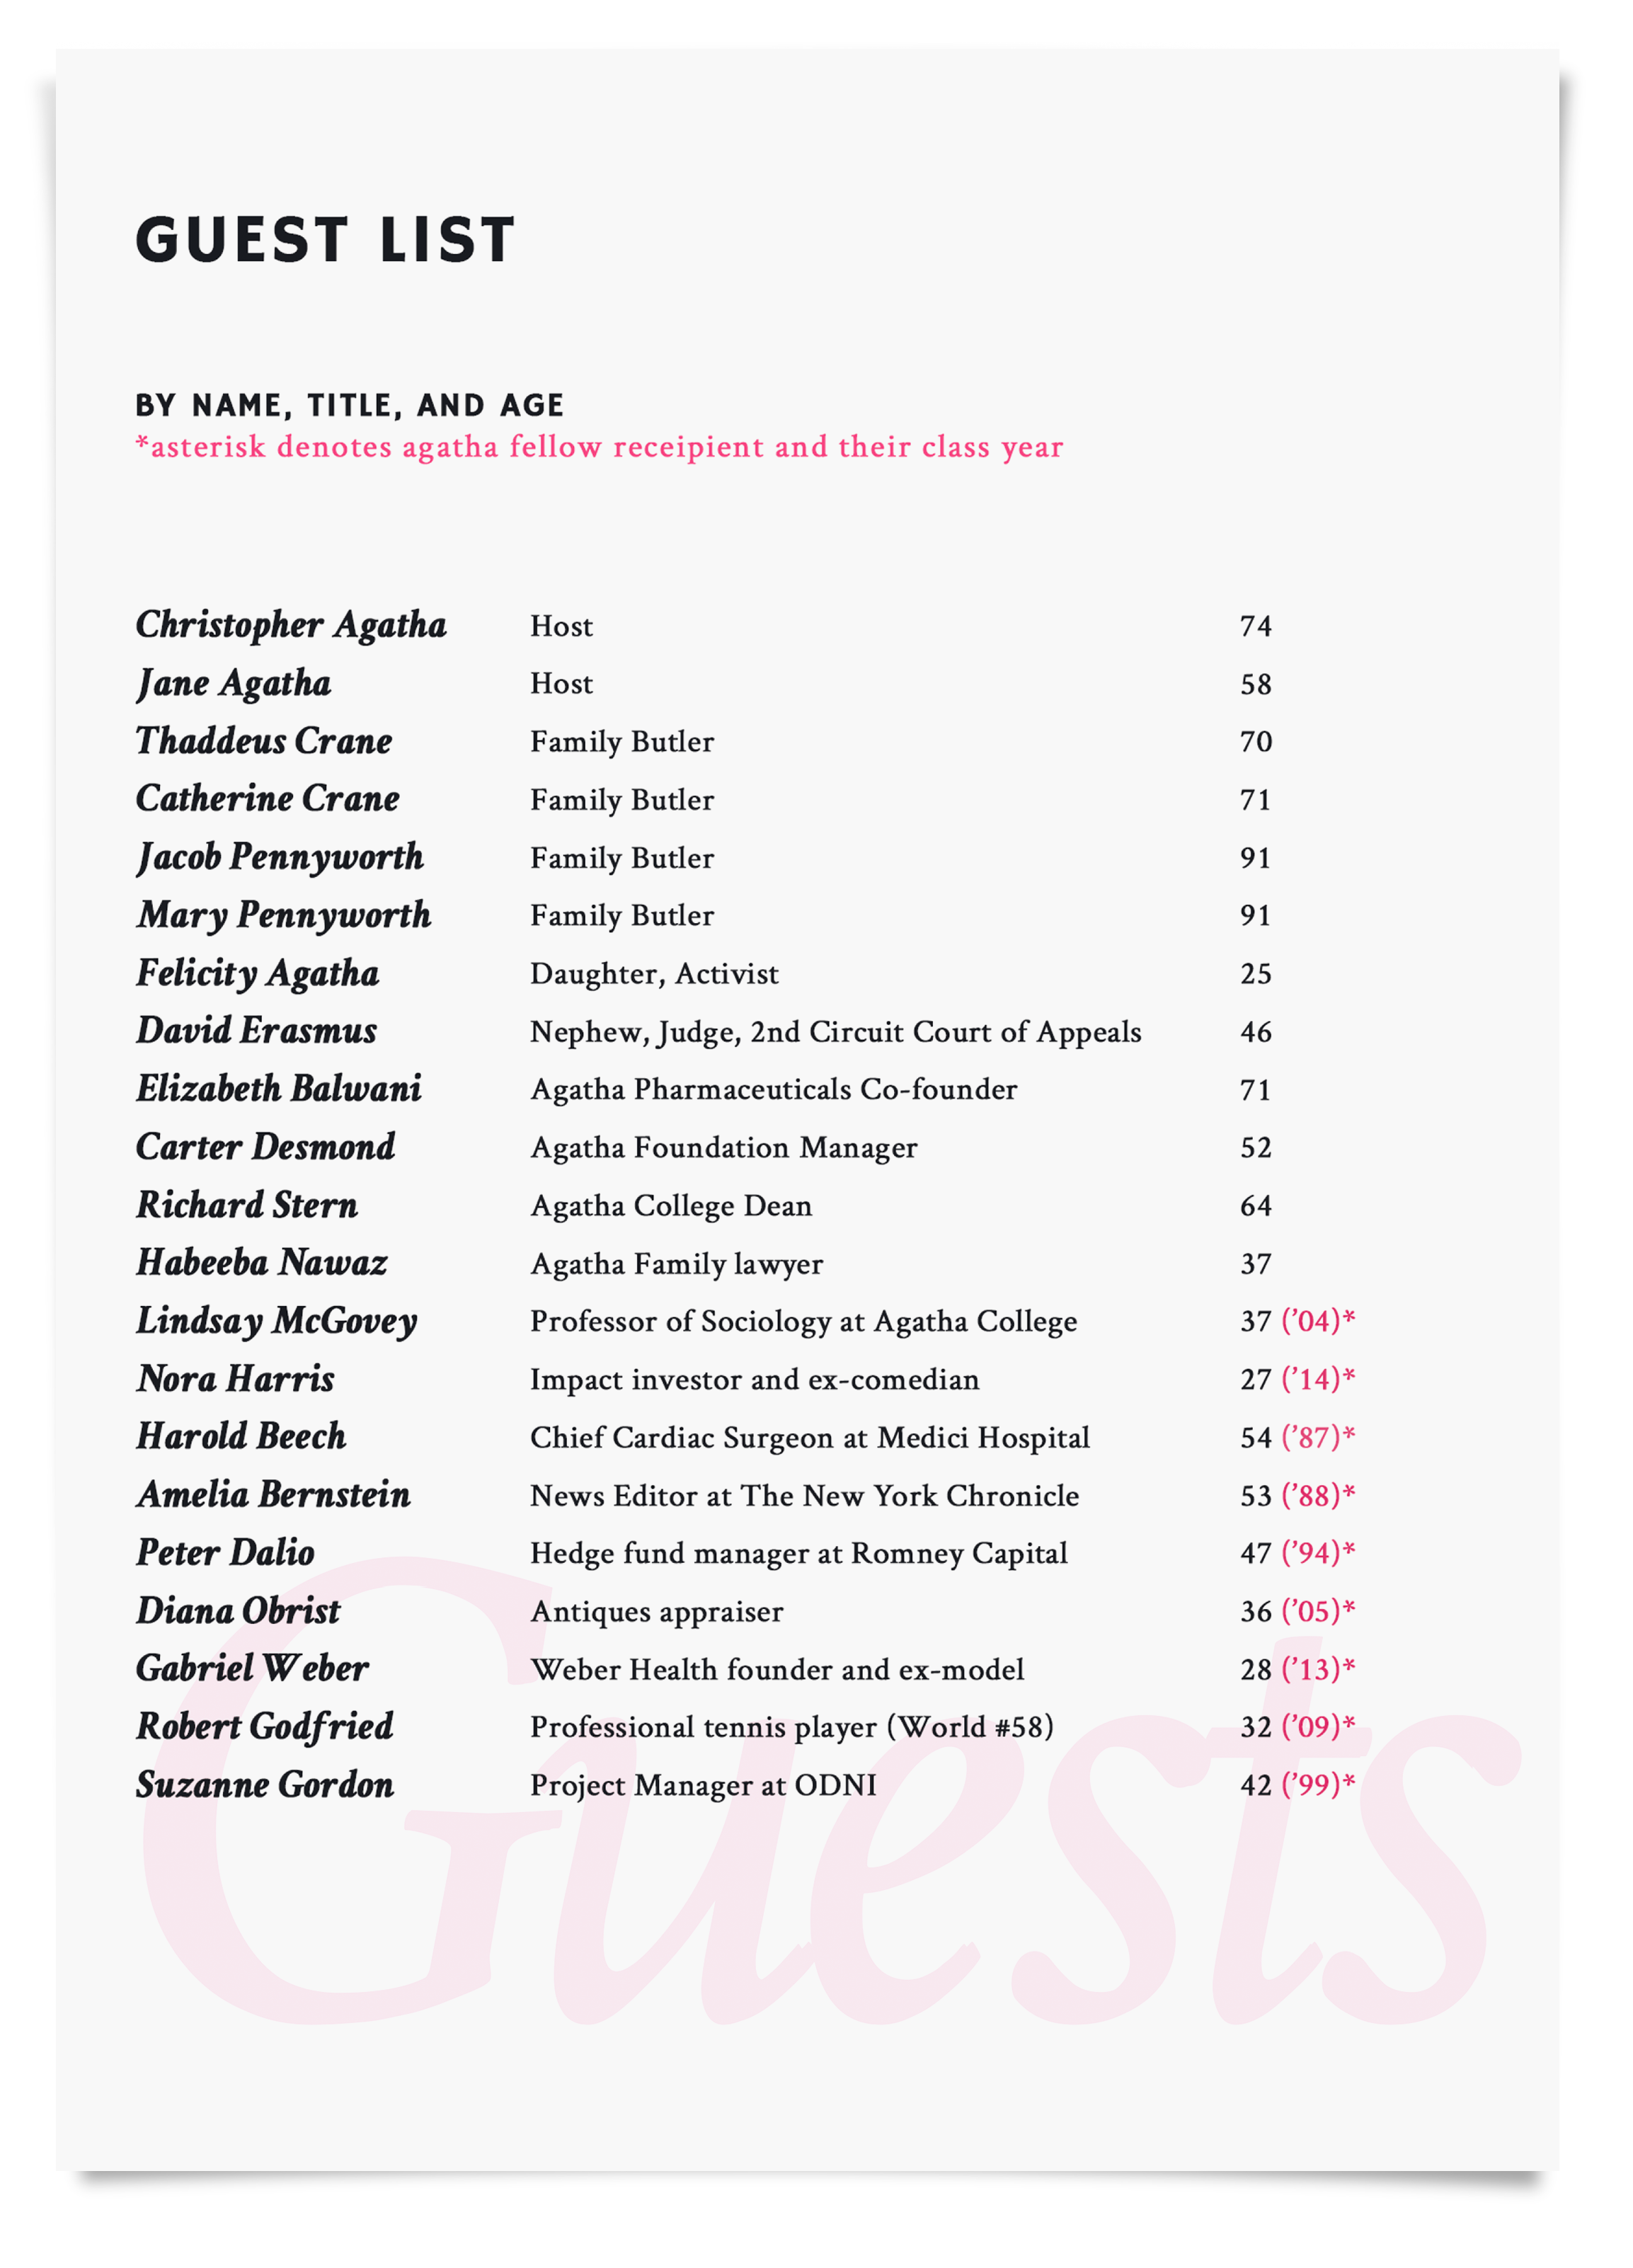 GUEST LIST
BY NAME, TITLE, AND AGE
*asterisk denotes agatha fellow receipient and their class year
Christopher Agatha Host 74
Jane Agatha Host 58
Thaddeus Crane Family Butler 70
Catherine Crane Family Butler 71
Jacob Pennyworth Family Butler 91
Mary Pennyworth Family Butler 91
Felicity Agatha Daughter, Activist 25
David Erasmus Nephew, Judge, 2nd Circuit Court of Appeals 46
Elizabeth Balwani Agatha Pharmaceuticals Co-founder 71
Carter Desmond Agatha Foundation Manager 52
Richard Stern Agatha College Dean 64
Habeeba Nawaz Agatha Family lawyer 37
Lindsay McGovey Professor of Sociology at Agatha College 37 (’04)*
Nora Harris Impact investor and ex-comedian 27 (’14)*
Harold Beech Chief Cardiac Surgeon at Medici Hospital 54 (’87)*
Amelia Bernstein News Editor at The New York Chronicle 53 (’88)*
Peter Dalio Hedge fund manager at Romney Capital 47 (’94)*
Diana Obrist Antiques appraiser 36 (’05)*
Gabriel Weber Weber Health founder and ex-model 28 (’13)*
Robert Godfried Professional tennis player (World #58) 32 (’09)*
Suzanne Gordon Project Manager at ODNI 42 (’99)*
Guests